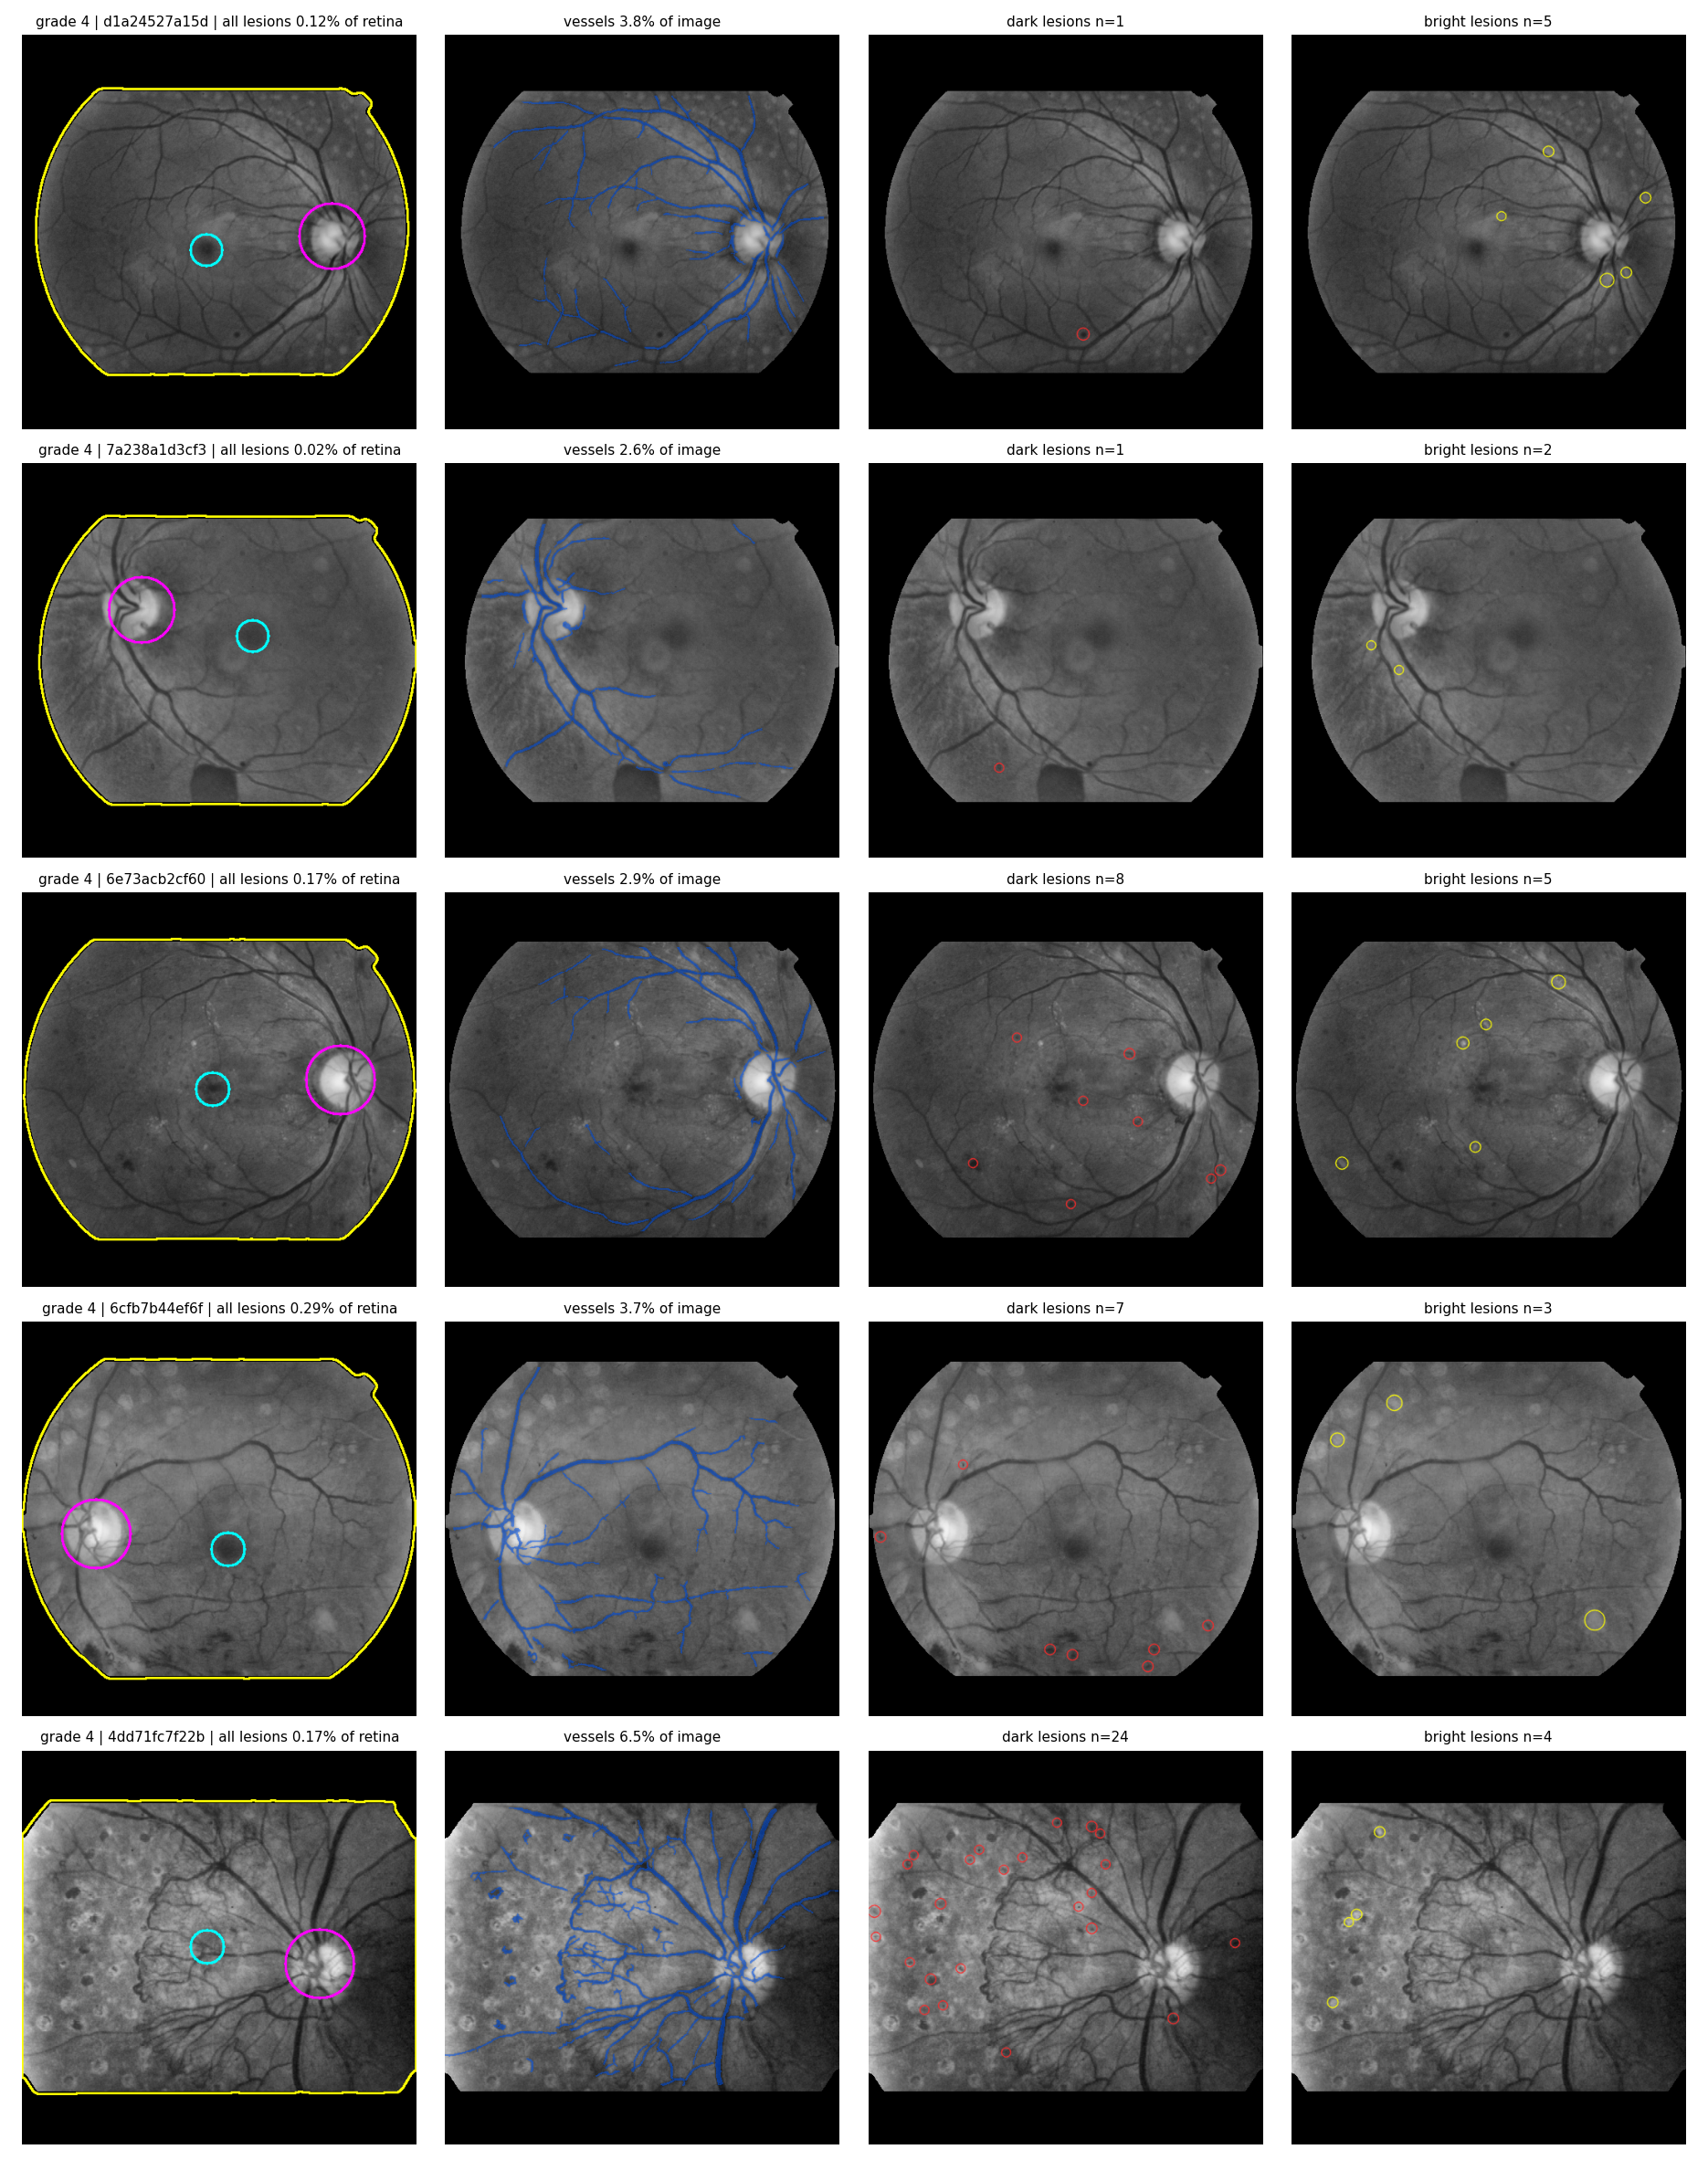 grade 4 | d1a24527a15d | all lesions 0.12% of retina
vessels 3.8% of image
dark lesions n=1
bright lesions n=5
grade 4 | 7a238a1d3cf3 | all lesions 0.02% of retina
vessels 2.6% of image
dark lesions n=1
bright lesions n=2
grade 4 | 6e73acb2cf60 | all lesions 0.17% of retina
vessels 2.9% of image
dark lesions n=8
bright lesions n=5
grade 4 | 6cfb7b44ef6f | all lesions 0.29% of retina
vessels 3.7% of image
dark lesions n=7
bright lesions n=3
grade 4 | 4dd71fc7f22b | all lesions 0.17% of retina
vessels 6.5% of image
dark lesions n=24
bright lesions n=4